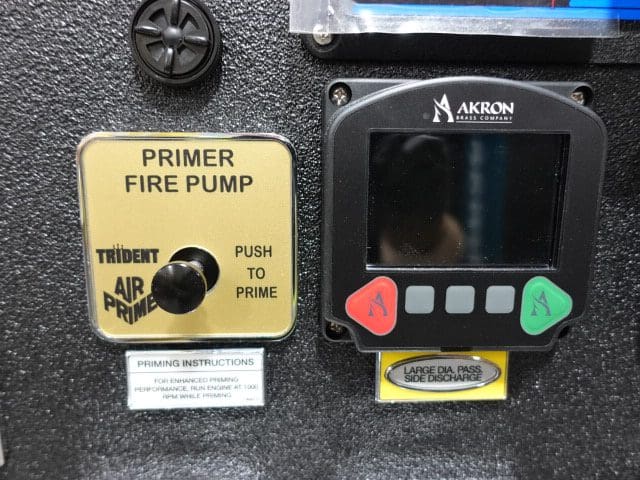 PRIMER
FIRE PUMP
TRIDENT
AIR
PRIME
PUSH
TO
PRIME
PRIMING INSTRUCTIONS
FOR ENHANCED PRIMING
PERFORMANCE, RUN ENGINE AT 1000
RPM WHILE PRIMING
AKRON
BRASS COMPANY
LARGE DIA. PASS.
SIDE DISCHARGE